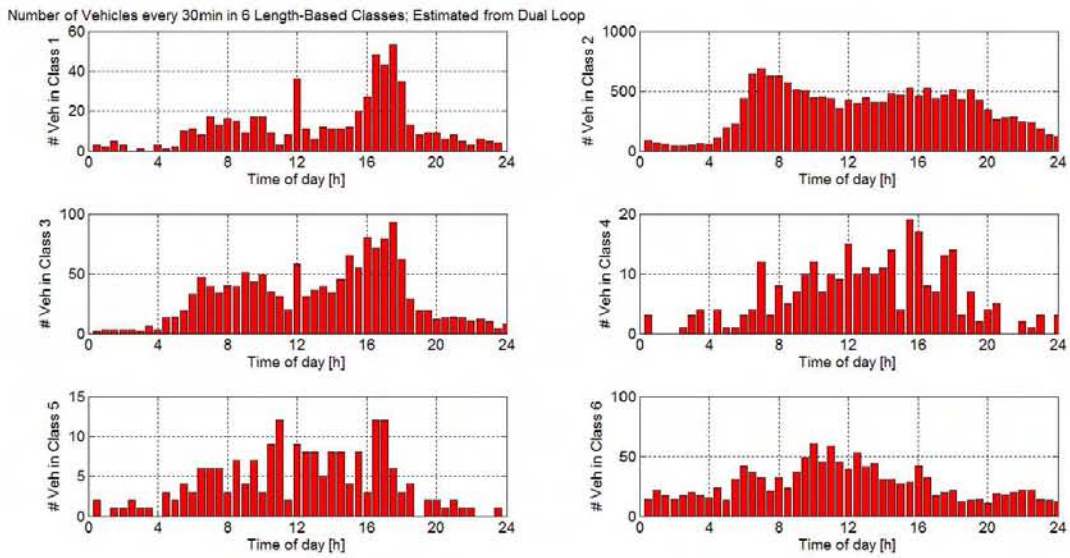 Number of Vehicles every 30min in 6 Length-Based Classes; Estimated from Dual Loop
# Veh in Class 1
60
40
20
0
0 4 8 12 16 20 24
Time of day [h]
# Veh in Class 2
1000
500
0
0 4 8 12 16 20 24
Time of day [h]
# Veh in Class 3
100
50
0
0 4 8 12 16 20 24
Time of day [h]
# Veh in Class 4
20
10
0
0 4 8 12 16 20 24
Time of day [h]
# Veh in Class 5
15
10
5
0
0 4 8 12 16 20 24
Time of day [h]
# Veh in Class 6
100
50
0
0 4 8 12 16 20 24
Time of day [h]